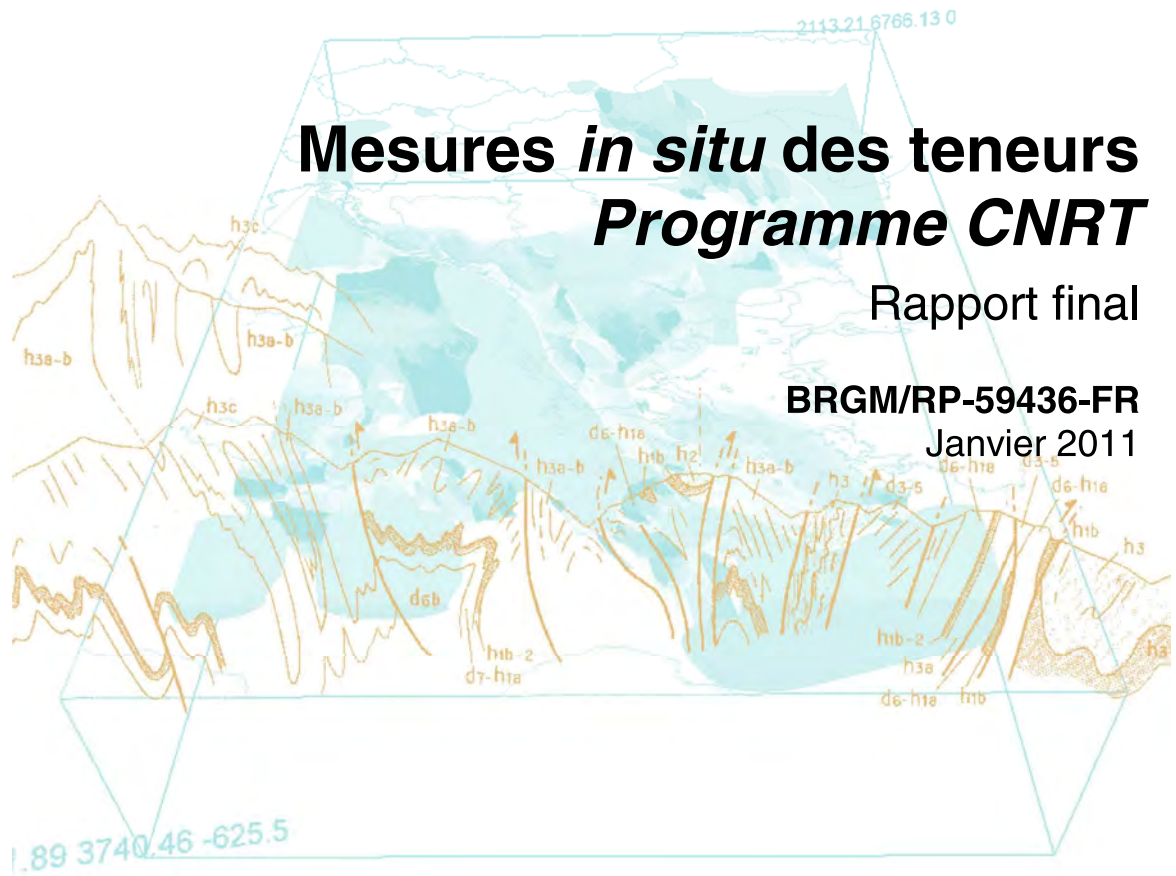 2113.21 6766.13 0
Mesures in situ des teneurs
Programme CNRT
Rapport final
BRGM/RP-59436-FR
Janvier 2011
h3c
h3a-b
h3a-b
h3c
h3a-b
h3a-b
h3a-b
d6-h1a
h1b
h2
h3a-b
h3
d3-5
d6-h1a
d3-5
d6-h1a
h1b
h3
d6b
h1b-2
d7-h1a
h1b-2
h3a
d6-h1a
h1b
h3
.89 3740.46 -625.5